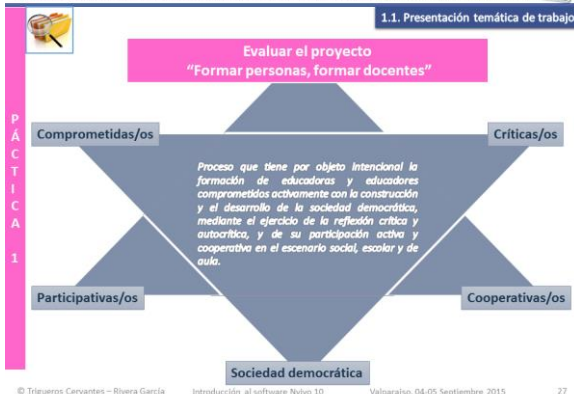 1.1. Presentación temática de trabajo
Evaluar el proyecto
“Formar personas, formar docentes”
PÁCTICA 1
Comprometidas/os
Críticas/os
Proceso que tiene por objeto intencional la
formación de educadoras y educadores
comprometidos activamente con la construcción
y el desarrollo de la sociedad democrática,
mediante el ejercicio de la reflexión crítica y
autocrítica, y de su participación activa y
cooperativa en el escenario social, escolar y de
aula.
Participativas/os
Cooperativas/os
Sociedad democrática
© Trigueros Cervantes – Rivera García Introducción al software Nvivo 10 Valparaiso, 04-05 Septiembre 2015 27